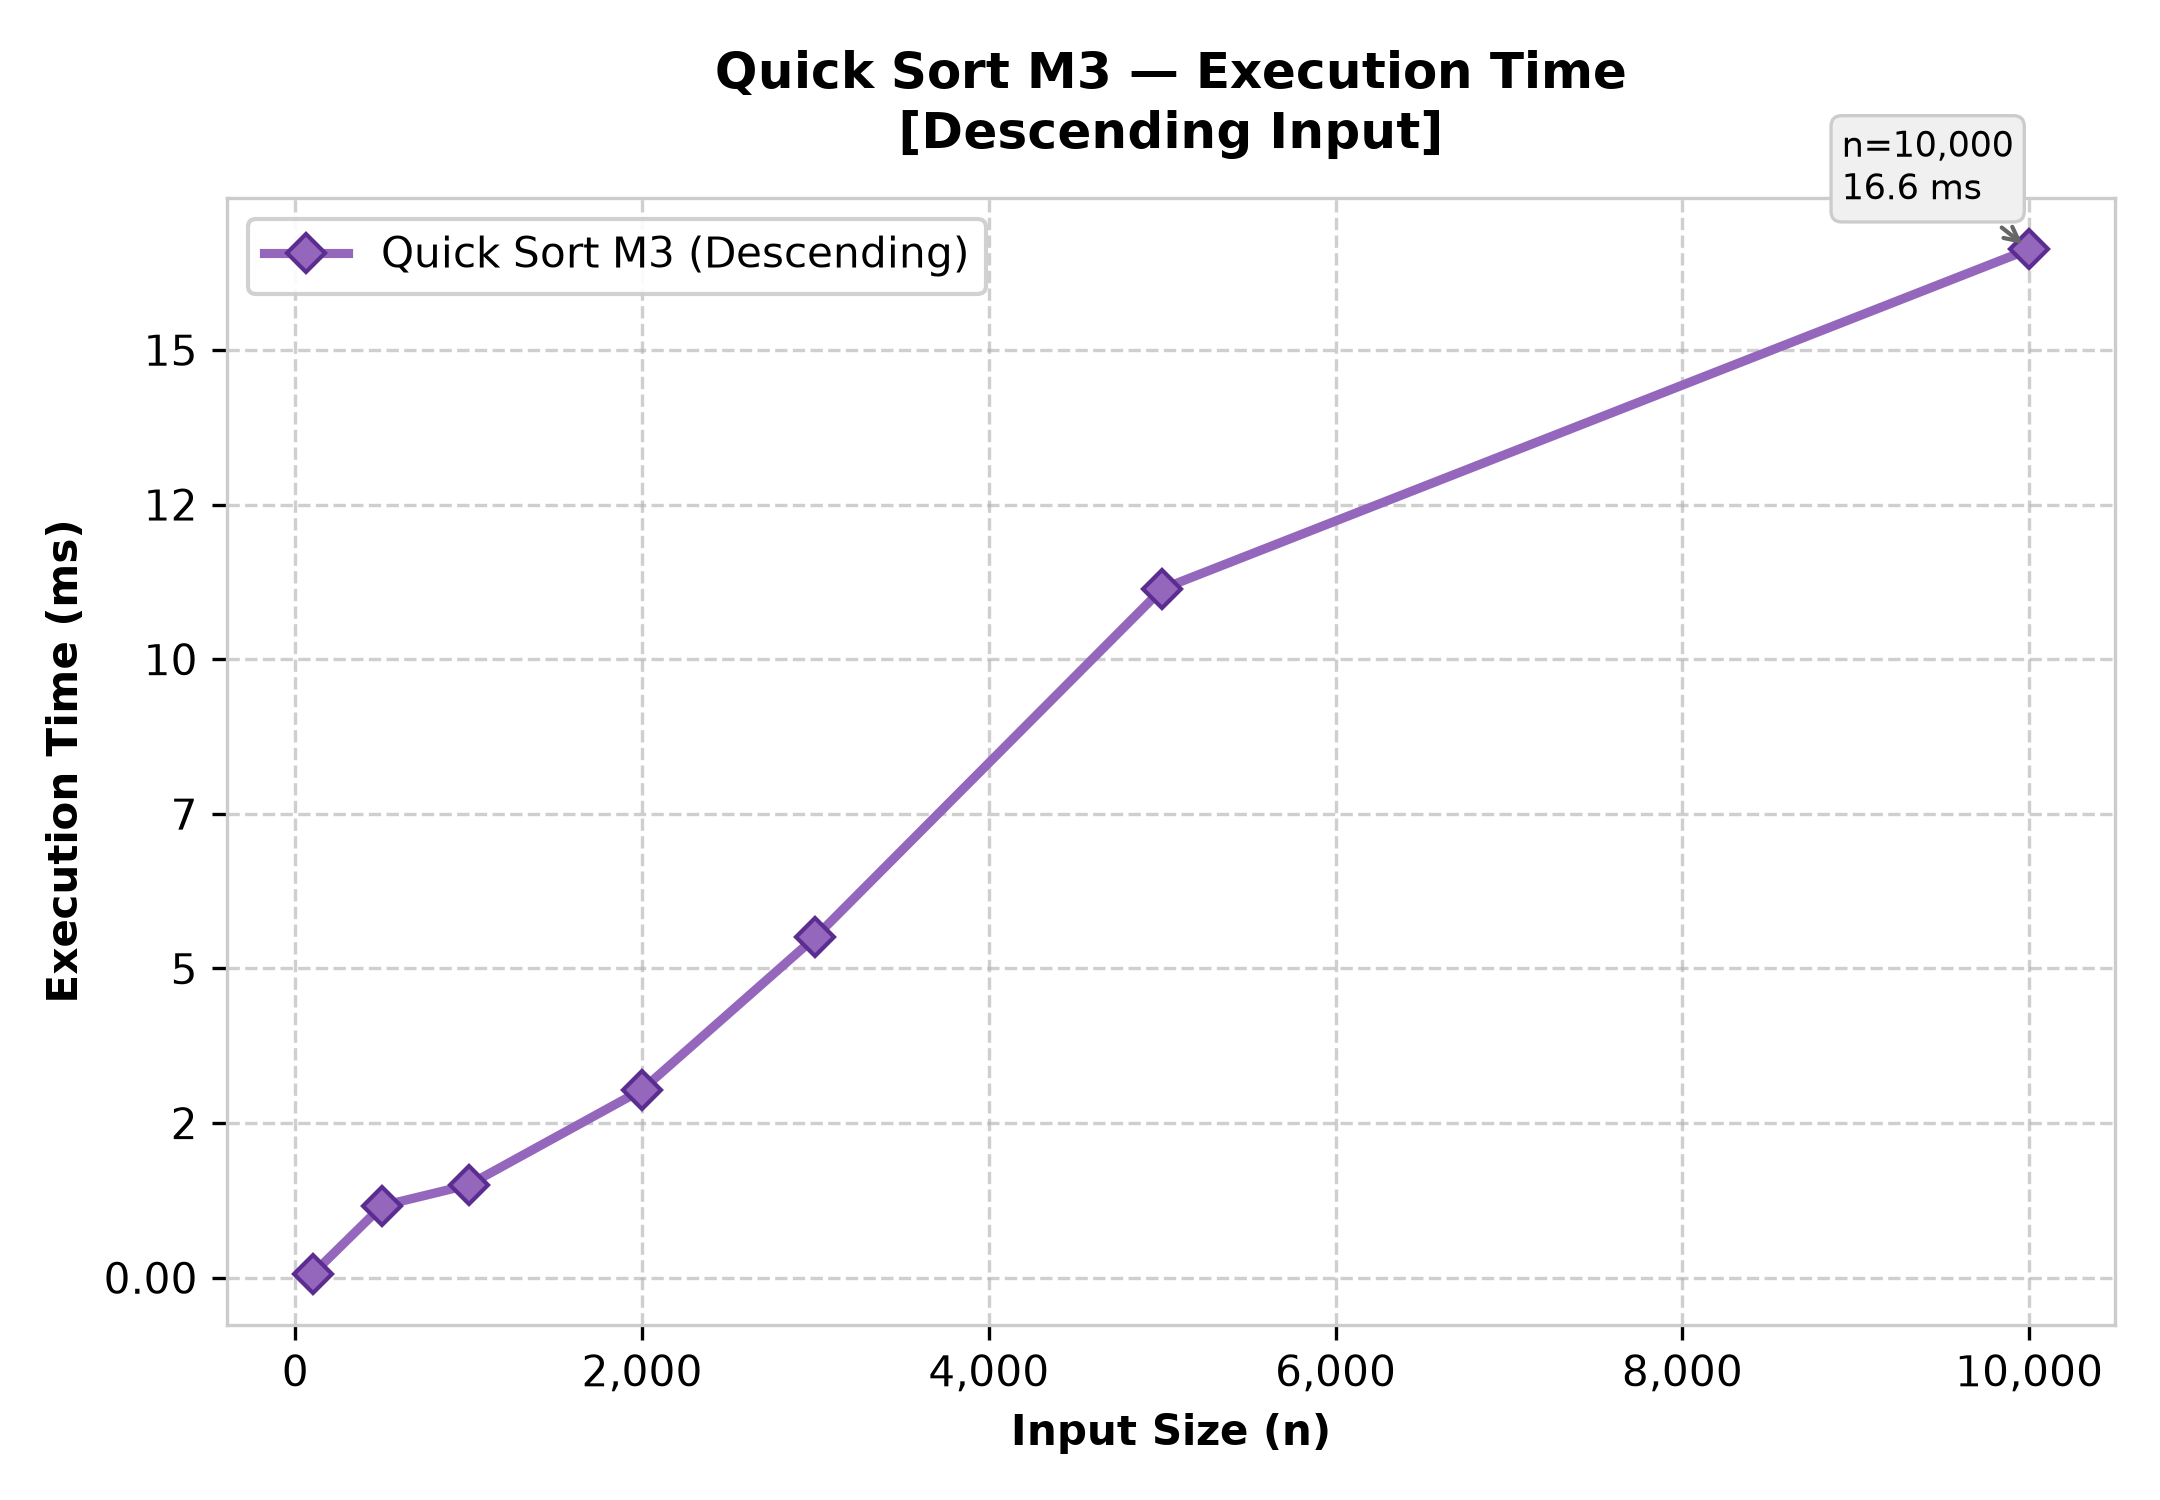 Quick Sort M3 — Execution Time
[Descending Input]
n=10,000
16.6 ms
Quick Sort M3 (Descending)
Execution Time (ms)
15
12
10
7
5
2
0.00
0
2,000
4,000
6,000
8,000
10,000
Input Size (n)